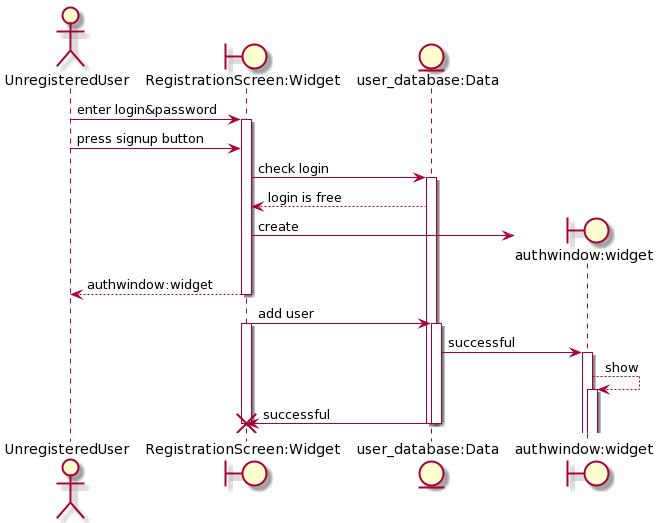 UnregisteredUser
RegistrationScreen:Widget
user_database:Data
enter login&password
press signup button
check login
login is free
create
authwindow:widget
authwindow:widget
add user
successful
show
successful
UnregisteredUser
RegistrationScreen:Widget
user_database:Data
authwindow:widget